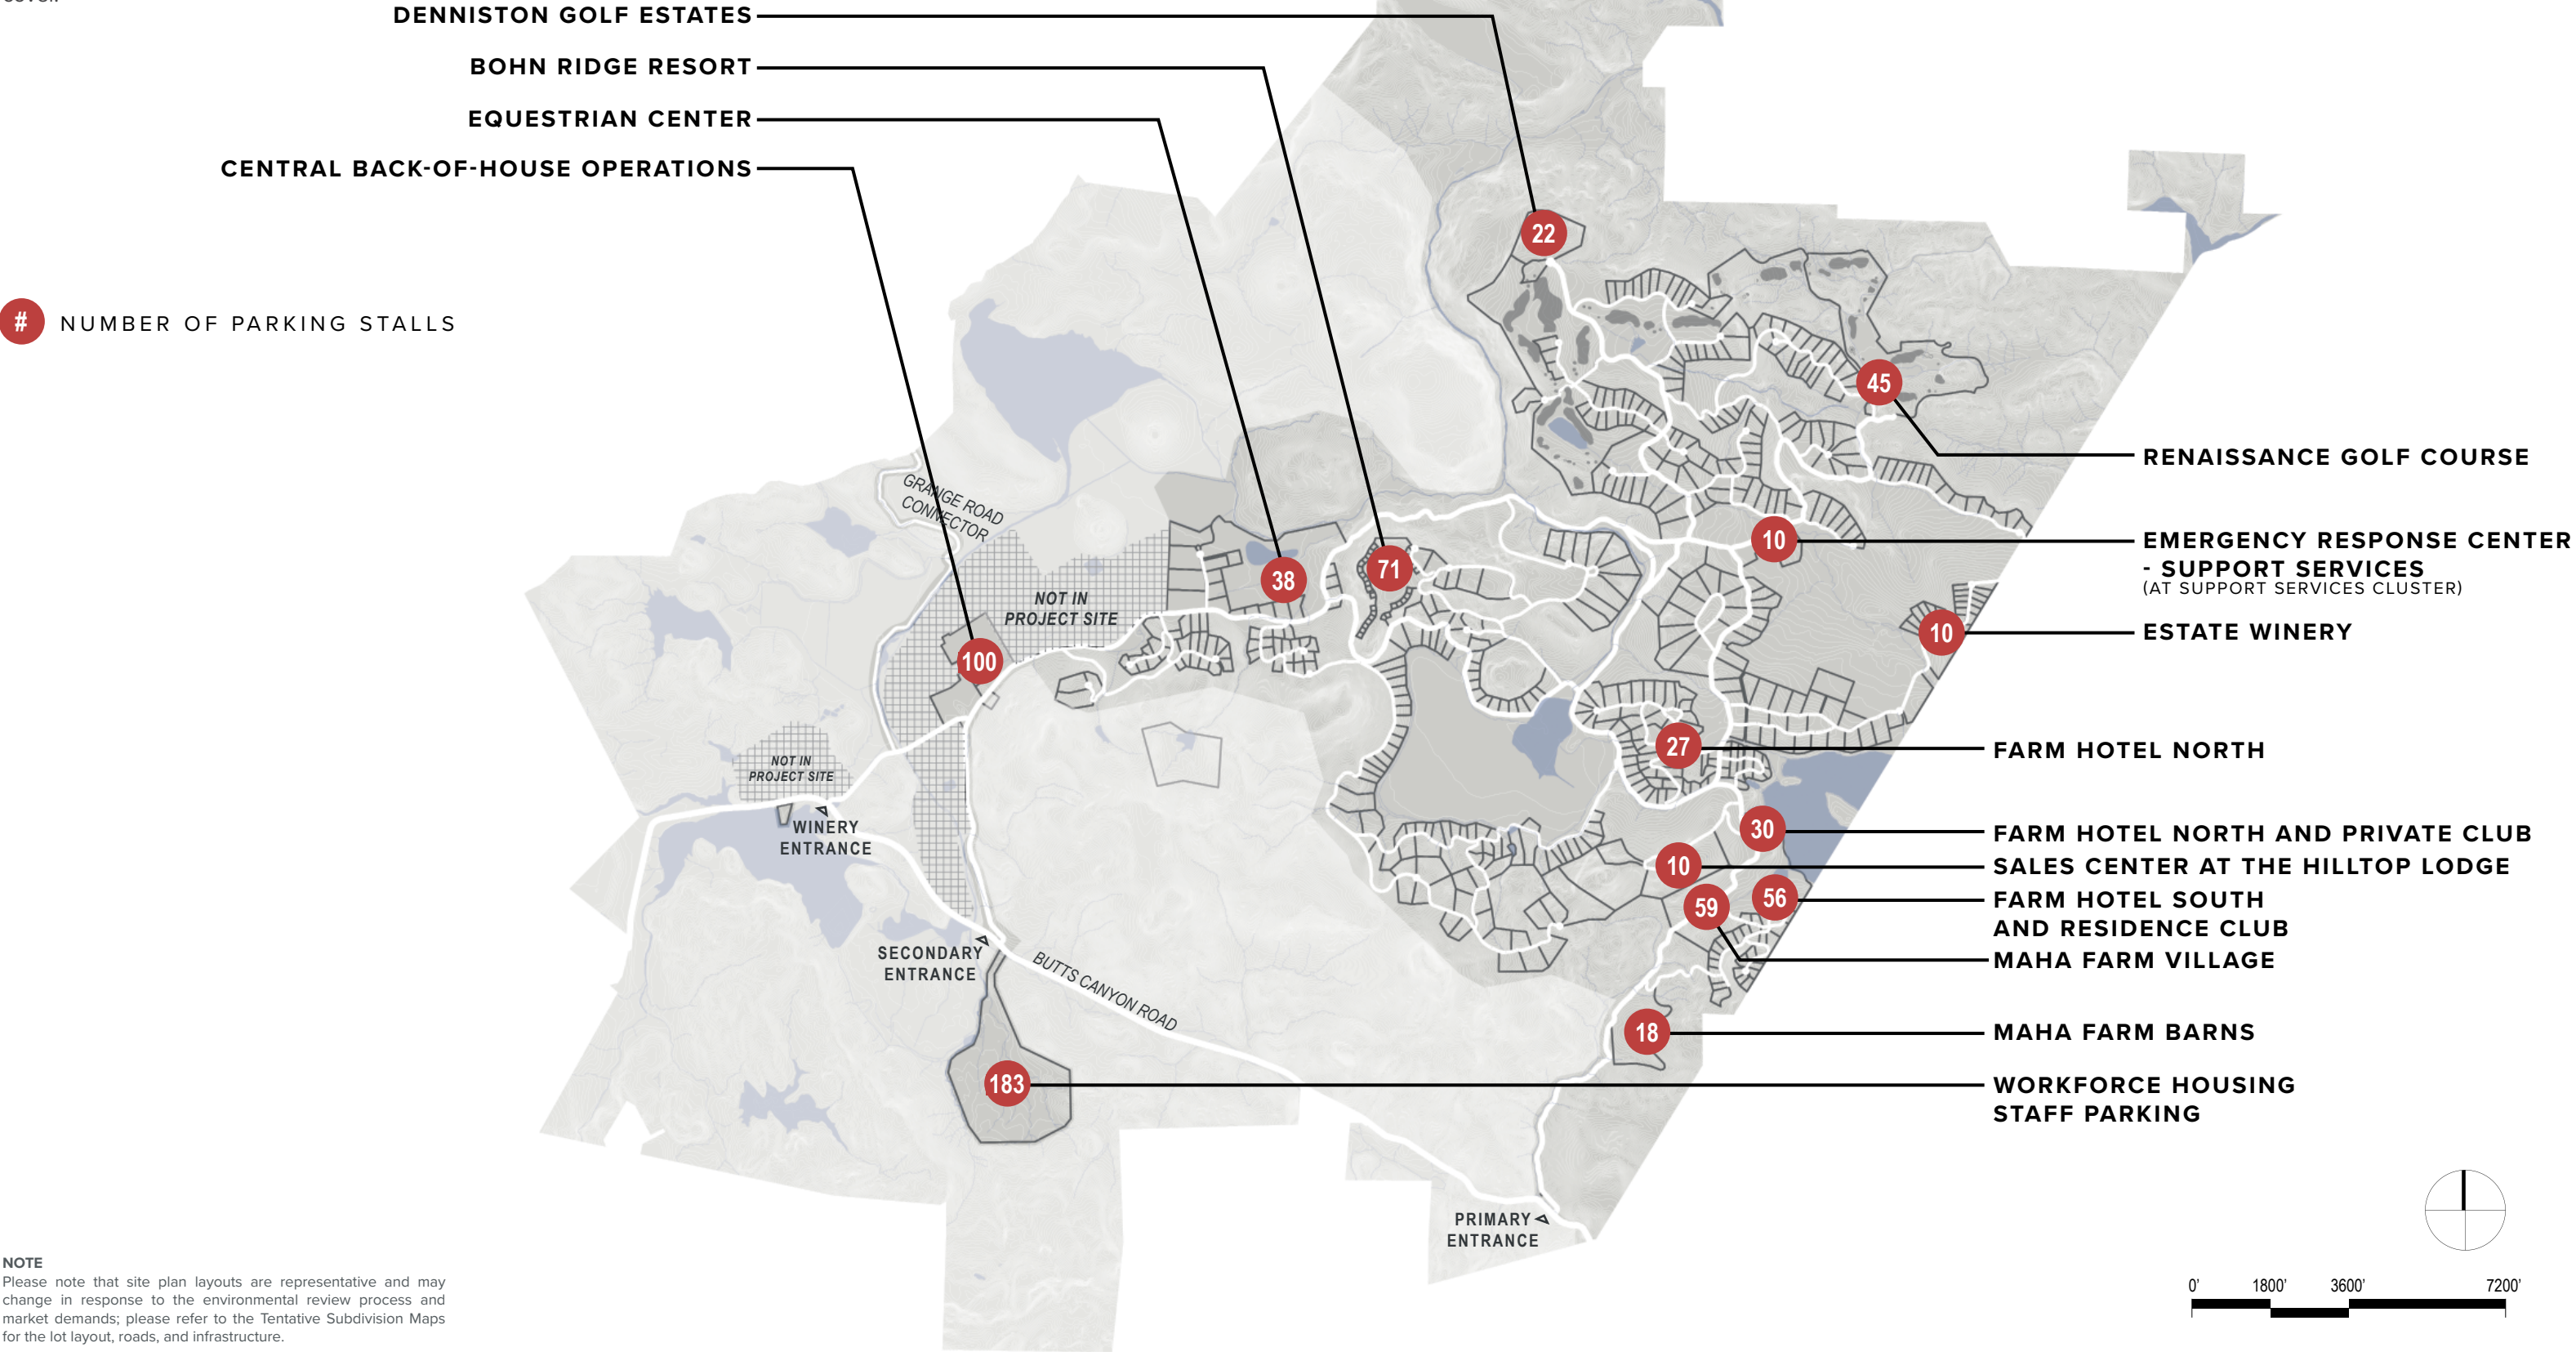 DENNISTON GOLF ESTATES
BOHN RIDGE RESORT
EQUESTRIAN CENTER
CENTRAL BACK-OF-HOUSE OPERATIONS
# NUMBER OF PARKING STALLS
22
45
RENAISSANCE GOLF COURSE
GRANGE ROAD
CONNECTOR
10
EMERGENCY RESPONSE CENTER
- SUPPORT SERVICES
(AT SUPPORT SERVICES CLUSTER)
38
71
NOT IN
PROJECT SITE
10
ESTATE WINERY
100
27
FARM HOTEL NORTH
NOT IN
PROJECT SITE
WINERY
ENTRANCE
30
FARM HOTEL NORTH AND PRIVATE CLUB
10
SALES CENTER AT THE HILLTOP LODGE
56
FARM HOTEL SOUTH
AND RESIDENCE CLUB
59
MAHA FARM VILLAGE
SECONDARY
ENTRANCE
BUTTS CANYON ROAD
18
MAHA FARM BARNS
183
WORKFORCE HOUSING
STAFF PARKING
PRIMARY
ENTRANCE
NOTE
Please note that site plan layouts are representative and may
change in response to the environmental review process and
market demands; please refer to the Tentative Subdivision Maps
for the lot layout, roads, and infrastructure.
0' 1800' 3600' 7200'